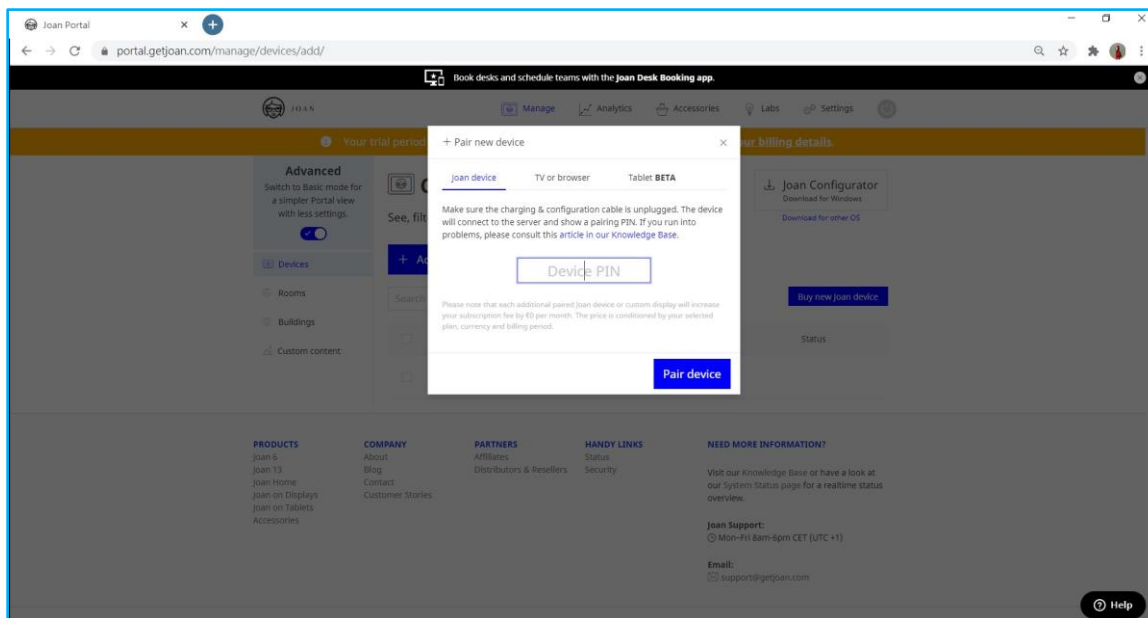 Joan Portal
portal.getjoan.com/manage/devices/add/
Book desks and schedule teams with the Joan Desk Booking app.
JOAN
Manage
Analytics
Accessories
Labs
Settings
Your trial period
our billing details.
Advanced
Switch to Basic mode for
a simpler Portal view
with less settings.
Devices
Rooms
Buildings
Custom content
See, filt
+ Ad
Search
+ Pair new device
Joan device
TV or browser
Tablet BETA
Make sure the charging & configuration cable is unplugged. The device
will connect to the server and show a pairing PIN. If you run into
problems, please consult this article in our Knowledge Base.
Device PIN
Please note that each additional paired Joan device or custom display will increase
your subscription fee by €0 per month. The price is conditioned by your selected
plan, currency and billing period.
Pair device
Joan Configurator
Download for Windows
Download for other OS
Buy new Joan device
Status
PRODUCTS
Joan 6
Joan 13
Joan Home
Joan on Displays
Joan on Tablets
Accessories
COMPANY
About
Blog
Contact
Customer Stories
PARTNERS
Affiliates
Distributors & Resellers
HANDY LINKS
Status
Security
NEED MORE INFORMATION?
Visit our Knowledge Base or have a look at
our System Status page for a realtime status
overview.
Joan Support:
Mon–Fri 8am-6pm CET (UTC +1)
Email:
support@getjoan.com
Help